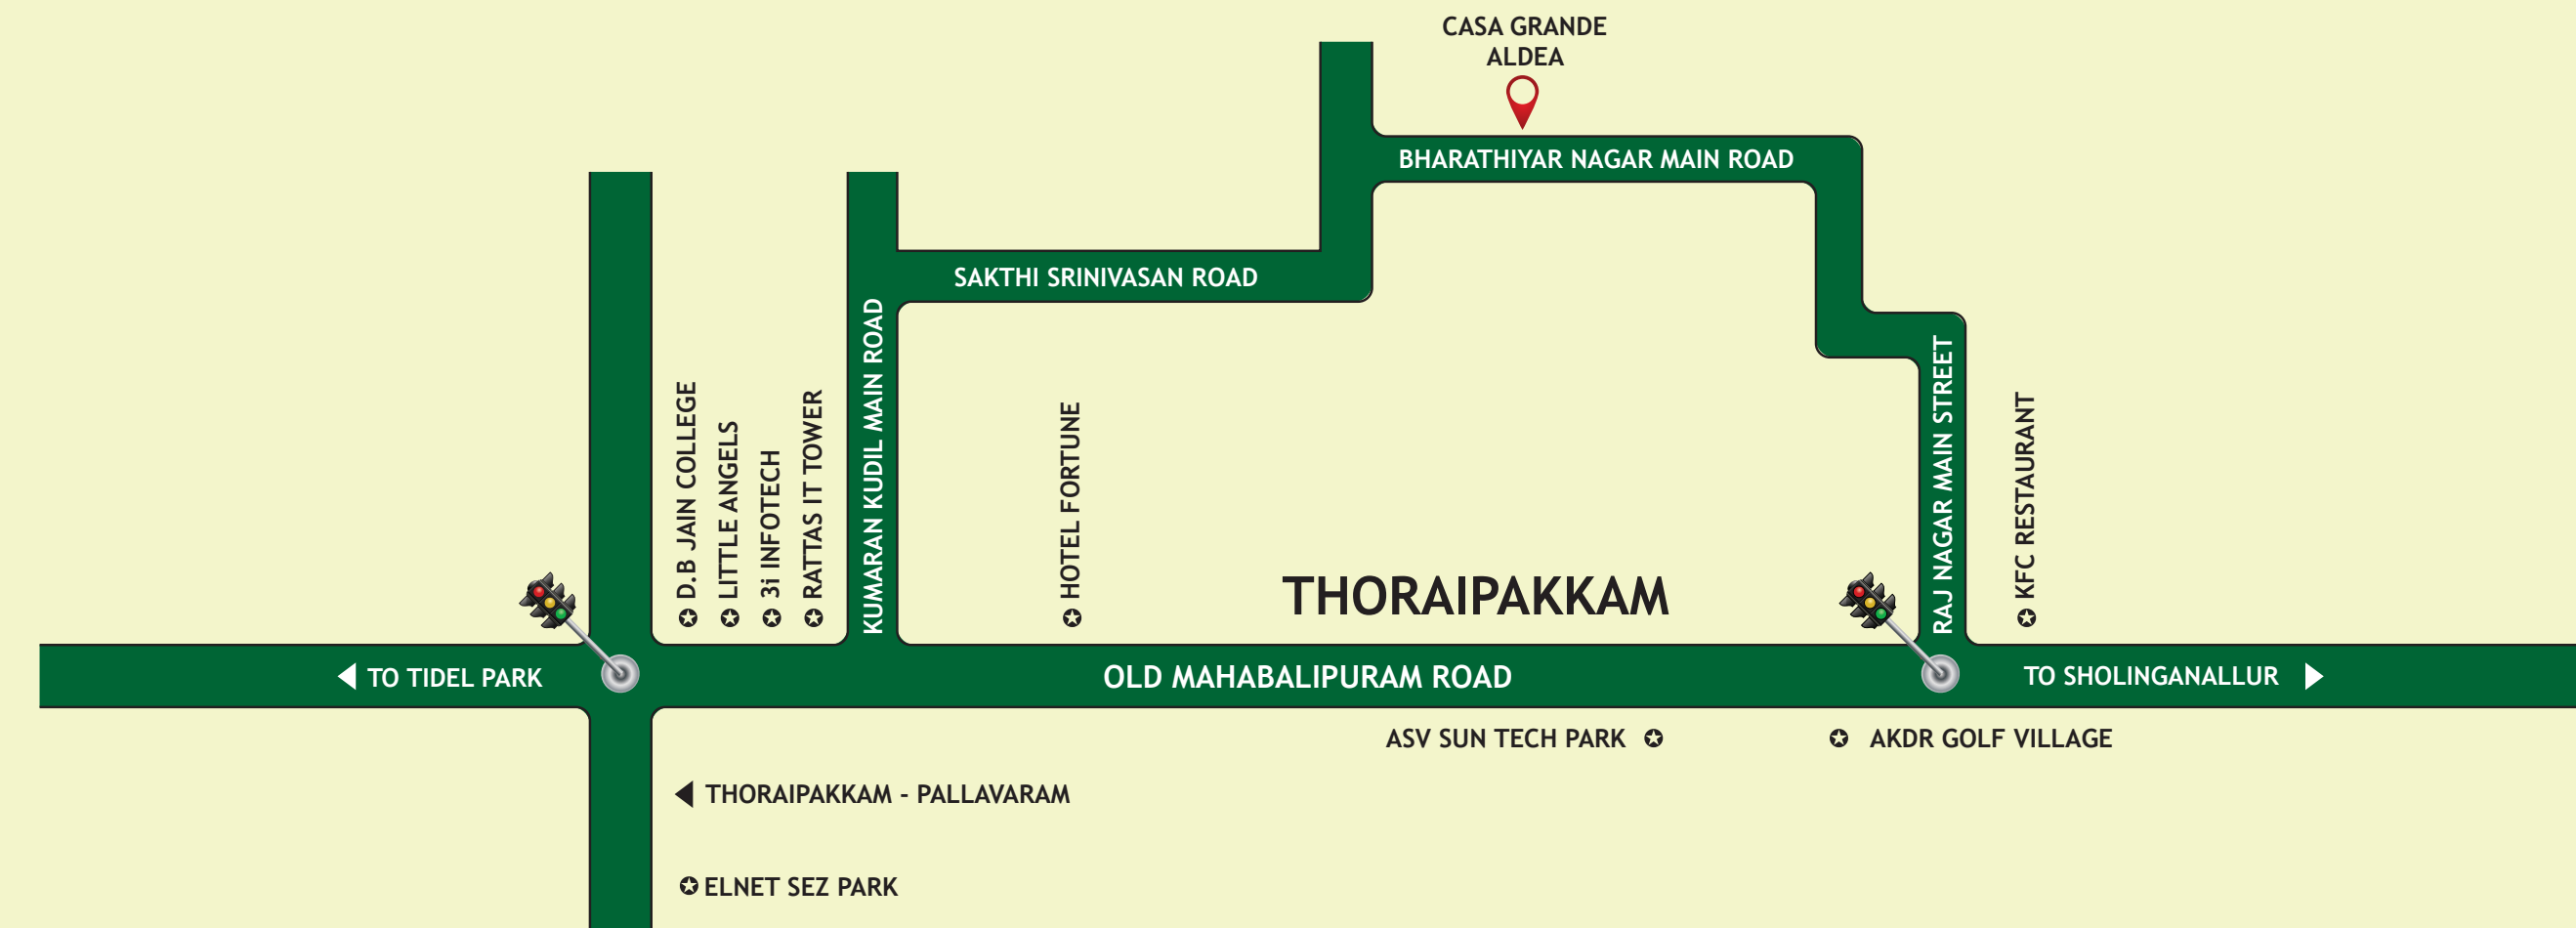 CASA GRANDE
ALDEA
BHARATHIYAR NAGAR MAIN ROAD
SAKTHI SRINIVASAN ROAD
KUMARAN KUDIL MAIN ROAD
D.B JAIN COLLEGE
LITTLE ANGELS
3i INFOTECH
RATTAS IT TOWER
HOTEL FORTUNE
THORAIPAKKAM
RAJ NAGAR MAIN STREET
KFC RESTAURANT
TO TIDEL PARK
OLD MAHABALIPURAM ROAD
TO SHOLINGANALLUR
ASV SUN TECH PARK
AKDR GOLF VILLAGE
THORAIPAKKAM - PALLAVARAM
ELNET SEZ PARK